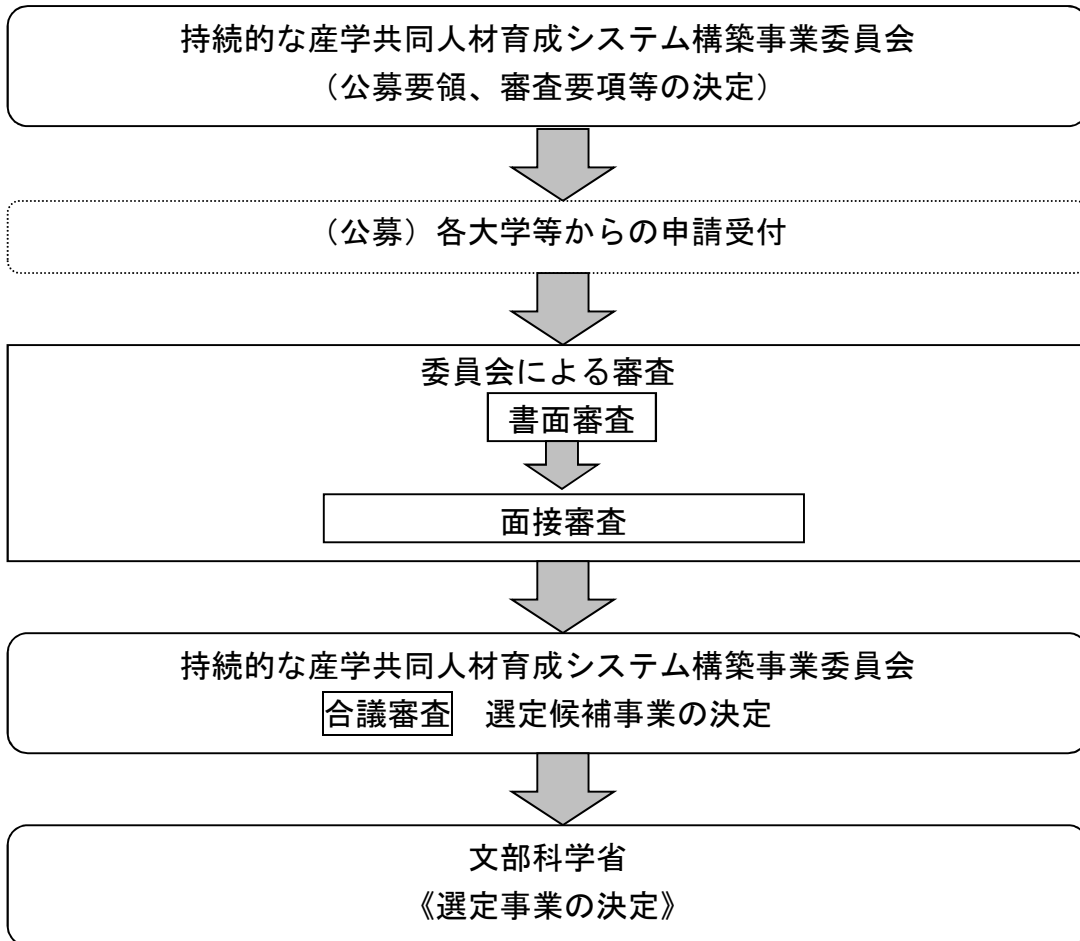 持続的な産学共同人材育成システム構築事業委員会
（公募要領、審査要項等の決定）
（公募）各大学等からの申請受付
委員会による審査
書面審査
面接審査
持続的な産学共同人材育成システム構築事業委員会
合議審査　選定候補事業の決定
文部科学省
《選定事業の決定》